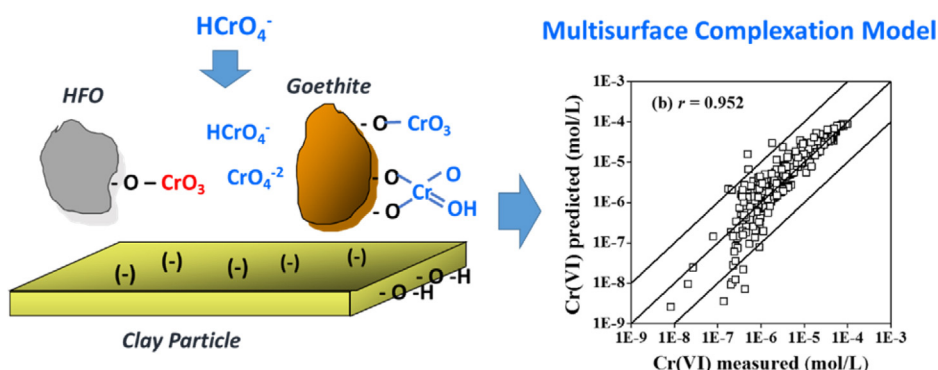 HCrO₄⁻
Multisurface Complexation Model
HFO
Goethite
- O — CrO₃
HCrO₄⁻
CrO₄⁻²
- O — CrO₃
- O
O
Cr
- O
OH
(-) (-) (-) (-) (-)
- O -H
- O -H
Clay Particle
(b) r = 0.952
Cr(VI) predicted (mol/L)
1E-3
1E-4
1E-5
1E-6
1E-7
1E-8
1E-9
1E-9 1E-8 1E-7 1E-6 1E-5 1E-4 1E-3
Cr(VI) measured (mol/L)